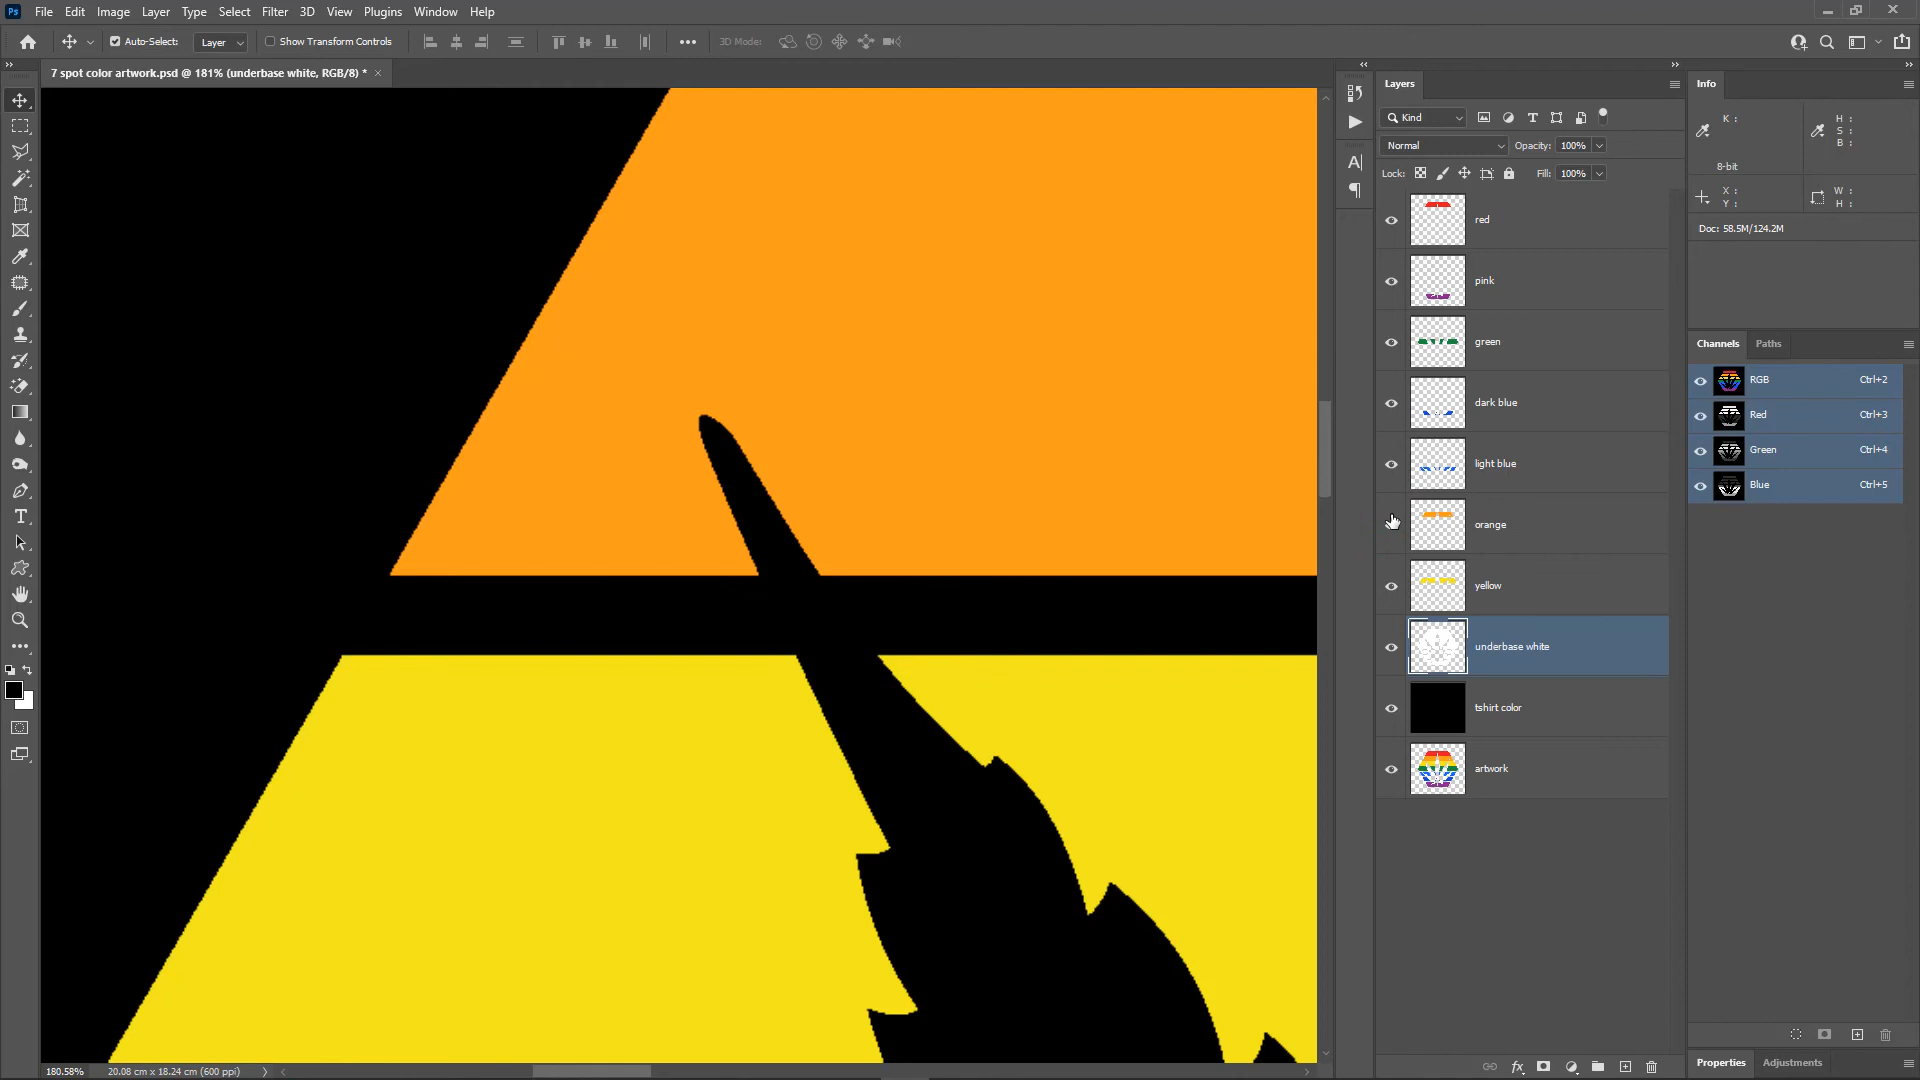 Ps File Edit Image Layer Type Select Filter 3D View Plugins Window Help
Auto-Select: Layer Show Transform Controls 3D Mode:
7 spot color artwork.psd @ 181% (underbase white, RGB/8) *
Layers
Kind
Normal Opacity: 100%
Lock: Fill: 100%
red
pink
green
dark blue
light blue
orange
yellow
underbase white
tshirt color
artwork
Info
K :
H :
S :
B :
8-bit
X :
Y :
W :
H :
Doc: 58.5M/124.2M
Channels Paths
RGB Ctrl+2
Red Ctrl+3
Green Ctrl+4
Blue Ctrl+5
Properties Adjustments
180.58% 20.08 cm x 18.24 cm (600 ppi)